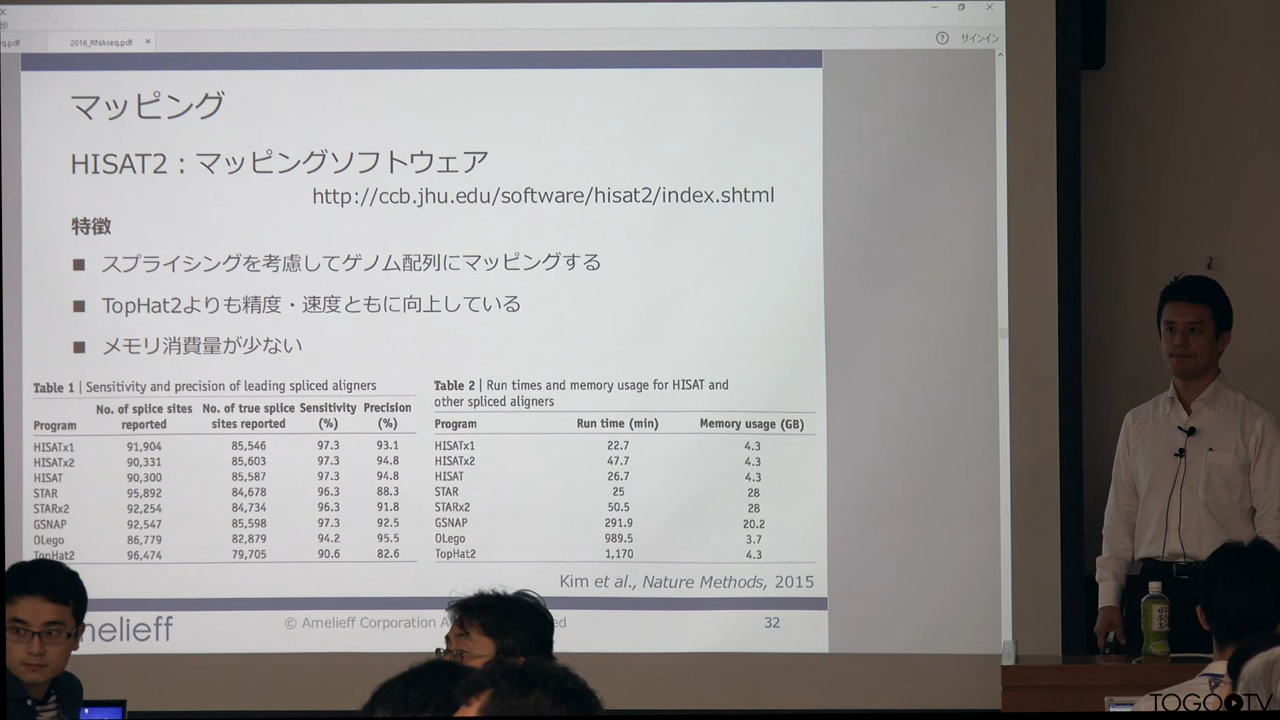 q.pdf
2016_RNAseq.pdf ×
? サインイン
マッピング
HISAT2：マッピングソフトウェア
http://ccb.jhu.edu/software/hisat2/index.shtml
特徴
■ スプライシングを考慮してゲノム配列にマッピングする
■ TopHat2よりも精度・速度ともに向上している
■ メモリ消費量が少ない
Table 1 | Sensitivity and precision of leading spliced aligners
Program No. of splice sites reported No. of true splice sites reported Sensitivity (%) Precision (%)
HISATx1 91,904 85,546 97.3 93.1
HISATx2 90,331 85,603 97.3 94.8
HISAT 90,300 85,587 97.3 94.8
STAR 95,892 84,678 96.3 88.3
STARx2 92,254 84,734 96.3 91.8
GSNAP 92,547 85,598 97.3 92.5
OLego 86,779 82,879 94.2 95.5
TopHat2 96,474 79,705 90.6 82.6
Table 2 | Run times and memory usage for HISAT and
other spliced aligners
Program Run time (min) Memory usage (GB)
HISATx1 22.7 4.3
HISATx2 47.7 4.3
HISAT 26.7 4.3
STAR 25 28
STARx2 50.5 28
GSNAP 291.9 20.2
OLego 989.5 3.7
TopHat2 1,170 4.3
Kim et al., Nature Methods, 2015
melieff
© Amelieff Corporation A ed
32
TOGOTV